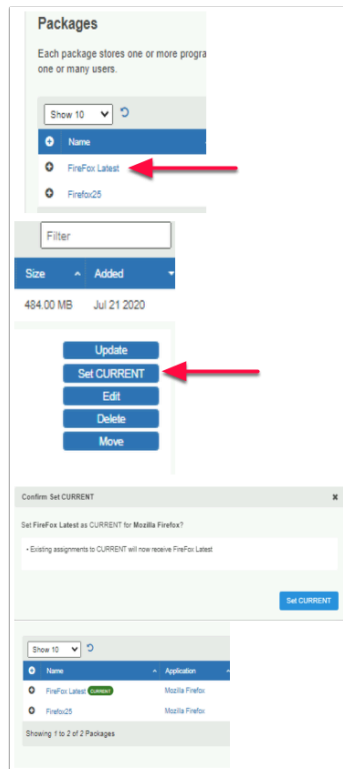 Packages
Each package stores one or more progra
one or many users.
Show 10
Name
FireFox Latest
Firefox25
Filter
Size Added
484.00 MB Jul 21 2020
Update
Set CURRENT
Edit
Delete
Move
Confirm Set CURRENT x
Set FireFox Latest as CURRENT for Mozilla Firefox?
• Existing assignments to CURRENT will now receive FireFox Latest
Set CURRENT
Show 10
Name Application
FireFox Latest CURRENT Mozilla Firefox
Firefox25 Mozilla Firefox
Showing 1 to 2 of 2 Packages